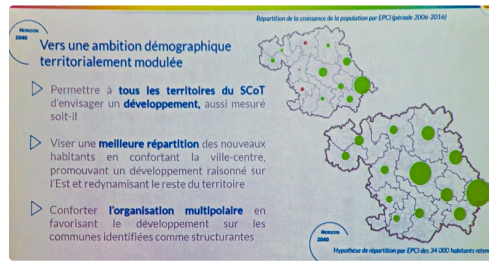 Répartition de la croissance de la population par EPCI (période 2006-2016)
HORIZON
2040
Vers une ambition démographique
territorialement modulée
Permettre à tous les territoires du SCoT
d'envisager un développement, aussi mesuré
soit-il
Viser une meilleure répartition des nouveaux
habitants en confortant la ville-centre,
promouvant un développement raisonné sur
l'Est et redynamisant le reste du territoire
Conforter l'organisation multipolaire en
favorisant le développement sur les
communes identifiées comme structurantes
HORIZON
2040
Hypothèse de répartition par EPCI des 34 000 habitants reten